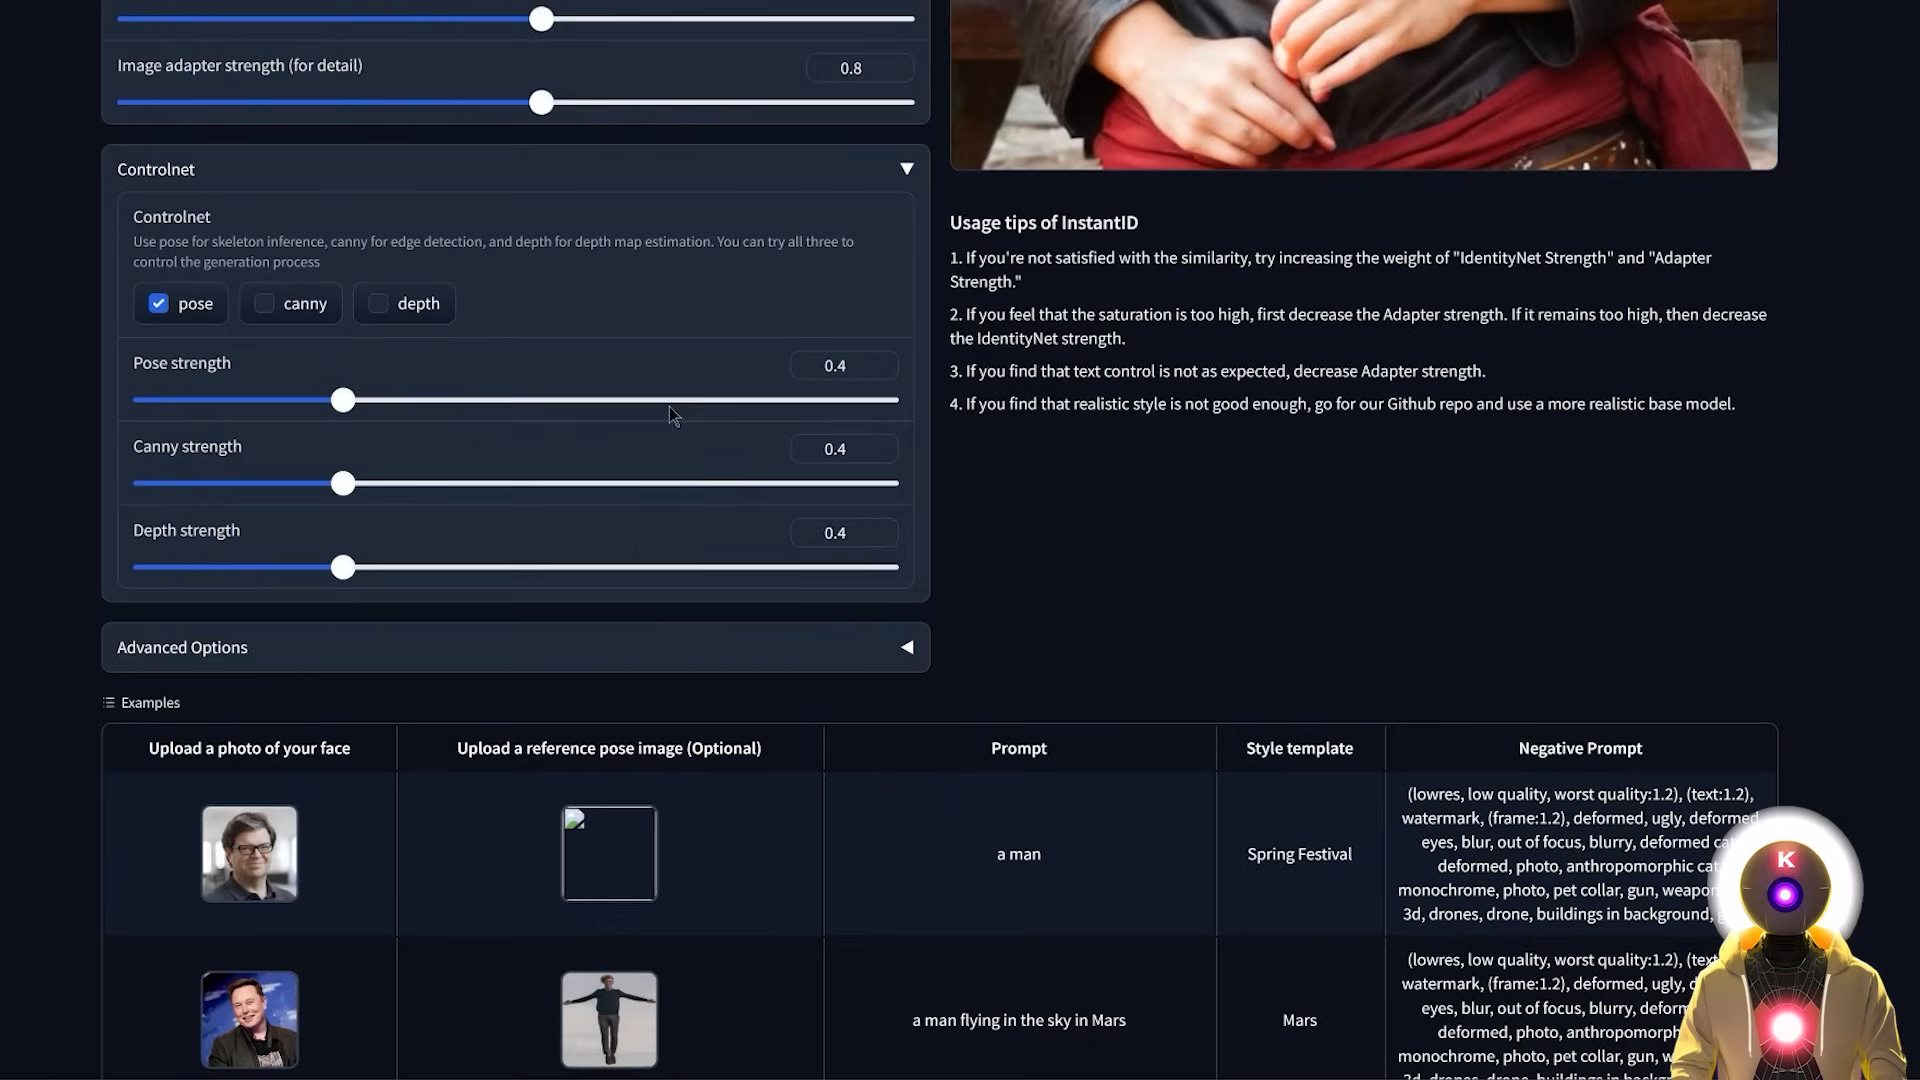 Image adapter strength (for detail)
0.8
Controlnet
Controlnet
Use pose for skeleton inference, canny for edge detection, and depth for depth map estimation. You can try all three to
control the generation process
pose
canny
depth
Pose strength
0.4
Canny strength
0.4
Depth strength
0.4
Advanced Options
Usage tips of InstantID
1. If you're not satisfied with the similarity, try increasing the weight of "IdentityNet Strength" and "Adapter
Strength."
2. If you feel that the saturation is too high, first decrease the Adapter strength. If it remains too high, then decrease
the IdentityNet strength.
3. If you find that text control is not as expected, decrease Adapter strength.
4. If you find that realistic style is not good enough, go for our Github repo and use a more realistic base model.
Examples
Upload a photo of your face
Upload a reference pose image (Optional)
Prompt
Style template
Negative Prompt
a man
Spring Festival
(lowres, low quality, worst quality:1.2), (text:1.2),
watermark, (frame:1.2), deformed, ugly, deformed
eyes, blur, out of focus, blurry, deformed
deformed, photo, anthropomorphic cat,
monochrome, photo, pet collar, gun,
3d, drones, drone, buildings in background,
a man flying in the sky in Mars
Mars
(lowres, low quality, worst quality:1.2),
watermark, (frame:1.2), deformed, ugly,
eyes, blur, out of focus, blurry,
deformed, photo,
monochrome, photo, pet collar, gun,
3d, drones, drone, buildings in
K